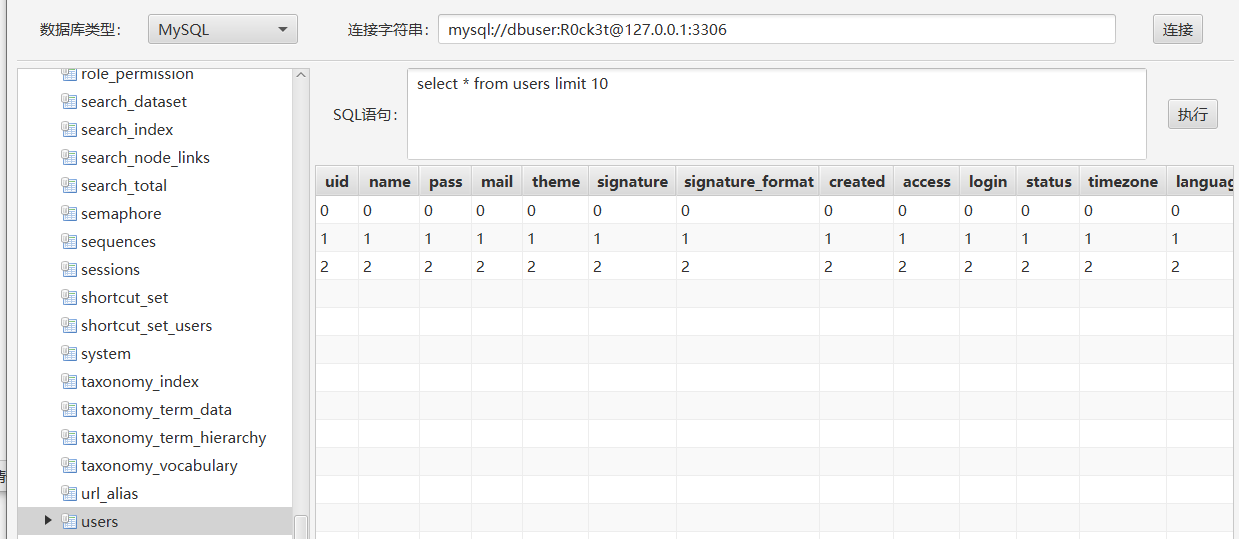 数据库类型： MySQL 连接字符串： mysql://dbuser:R0ck3t@127.0.0.1:3306 连接
role_permission
search_dataset
search_index
search_node_links
search_total
semaphore
sequences
sessions
shortcut_set
shortcut_set_users
system
taxonomy_index
taxonomy_term_data
taxonomy_term_hierarchy
taxonomy_vocabulary
url_alias
users
SQL语句： select * from users limit 10 执行
uid name pass mail theme signature signature_format created access login status timezone languag
0 0 0 0 0 0 0 0 0 0 0 0 0
1 1 1 1 1 1 1 1 1 1 1 1 1
2 2 2 2 2 2 2 2 2 2 2 2 2